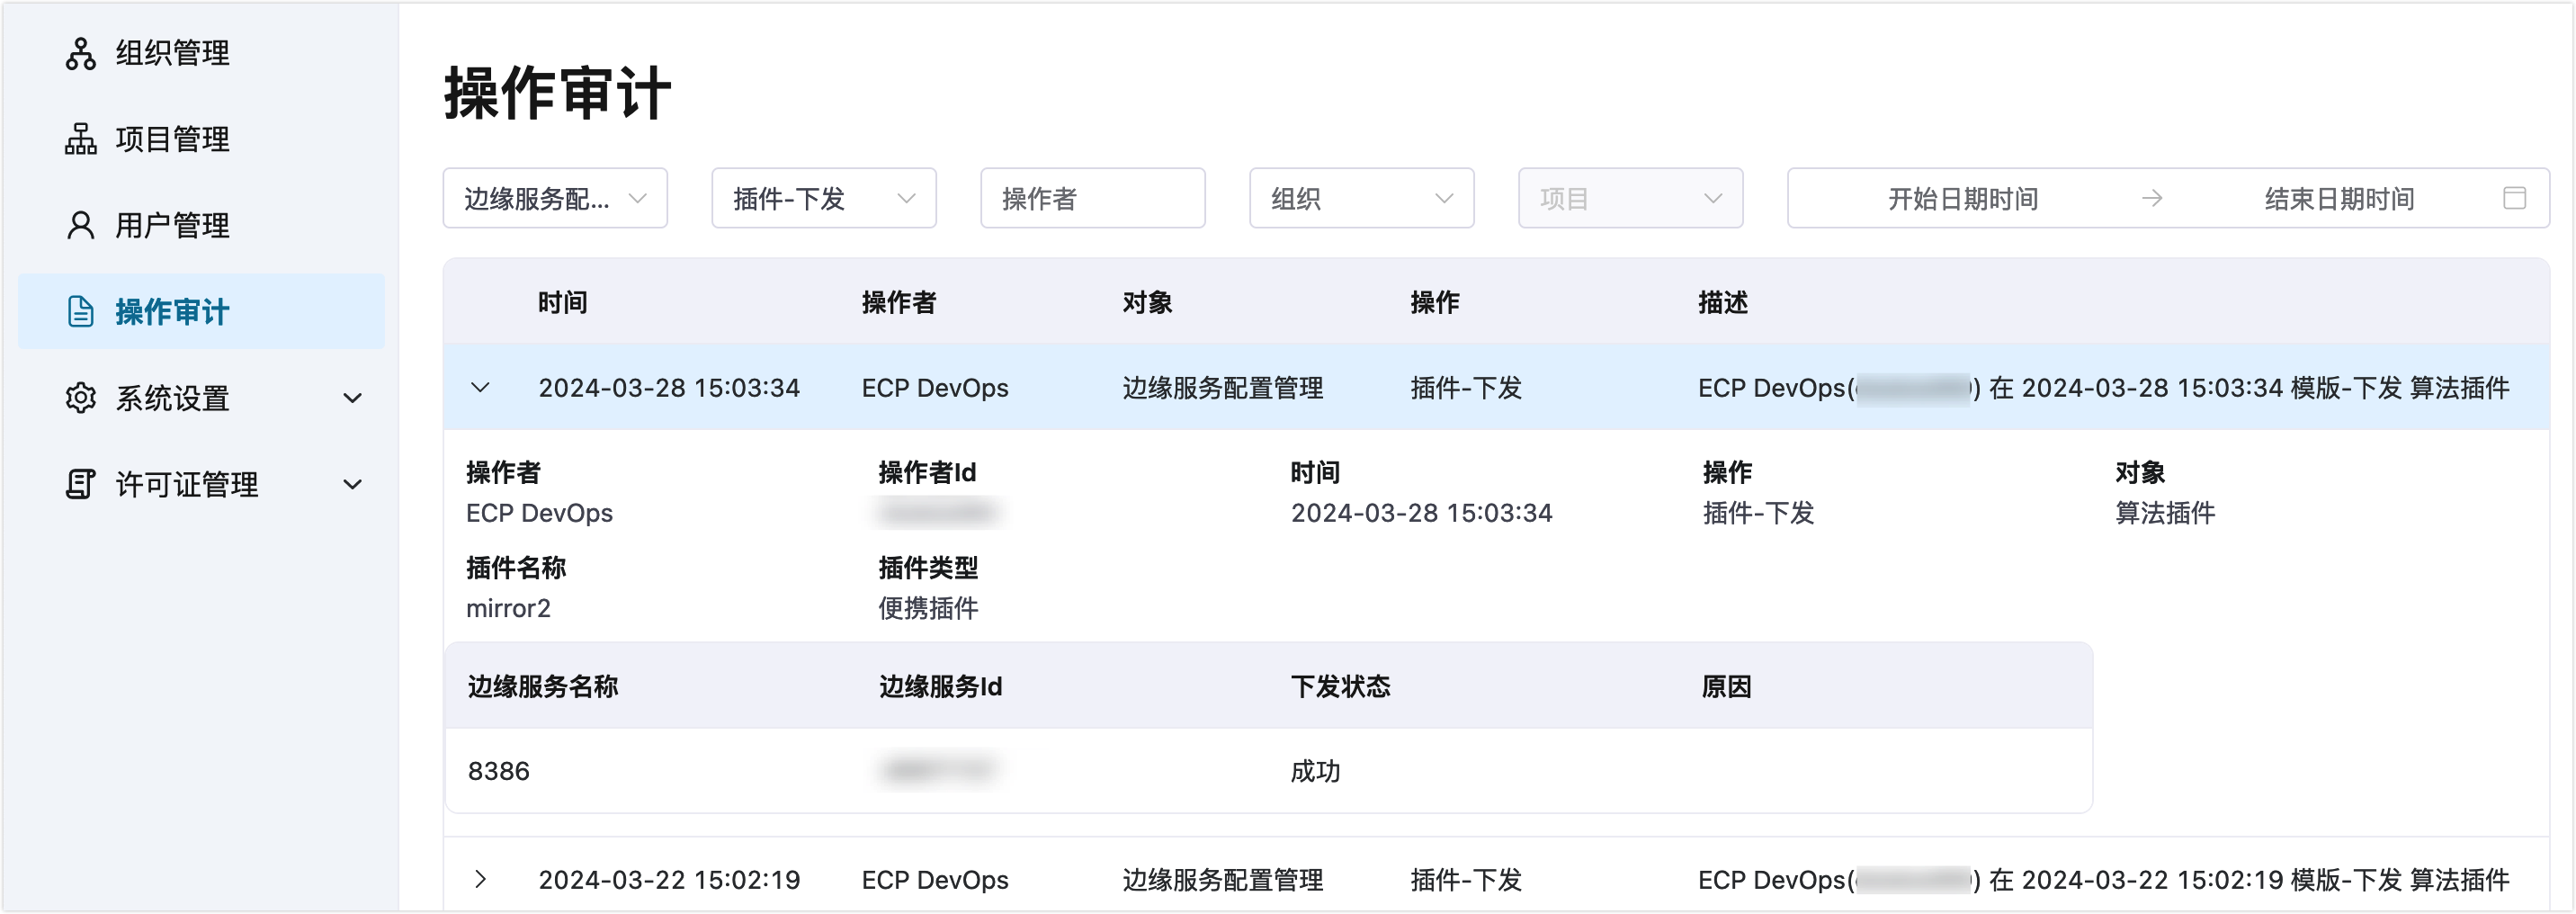 组织管理
项目管理
用户管理
操作审计
系统设置
许可证管理
操作审计
边缘服务配... 插件-下发 操作者 组织 项目 开始日期时间 → 结束日期时间
时间 操作者 对象 操作 描述
2024-03-28 15:03:34 ECP DevOps 边缘服务配置管理 插件-下发 ECP DevOps( ) 在 2024-03-28 15:03:34 模版-下发 算法插件
操作者 操作者Id 时间 操作 对象
ECP DevOps 2024-03-28 15:03:34 插件-下发 算法插件
插件名称 插件类型
mirror2 便携插件
边缘服务名称 边缘服务Id 下发状态 原因
8386 成功
2024-03-22 15:02:19 ECP DevOps 边缘服务配置管理 插件-下发 ECP DevOps( ) 在 2024-03-22 15:02:19 模版-下发 算法插件